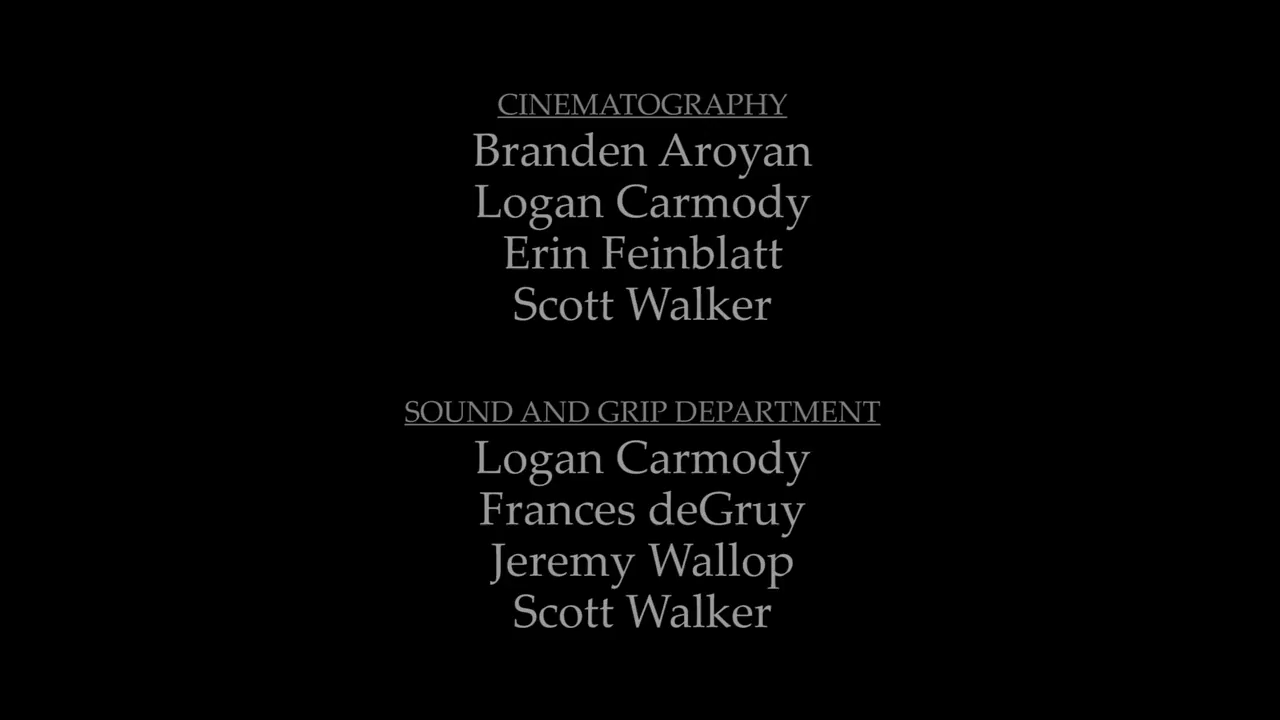 CINEMATOGRAPHY
Branden Aroyan
Logan Carmody
Erin Feinblatt
Scott Walker
SOUND AND GRIP DEPARTMENT
Logan Carmody
Frances deGruy
Jeremy Wallop
Scott Walker